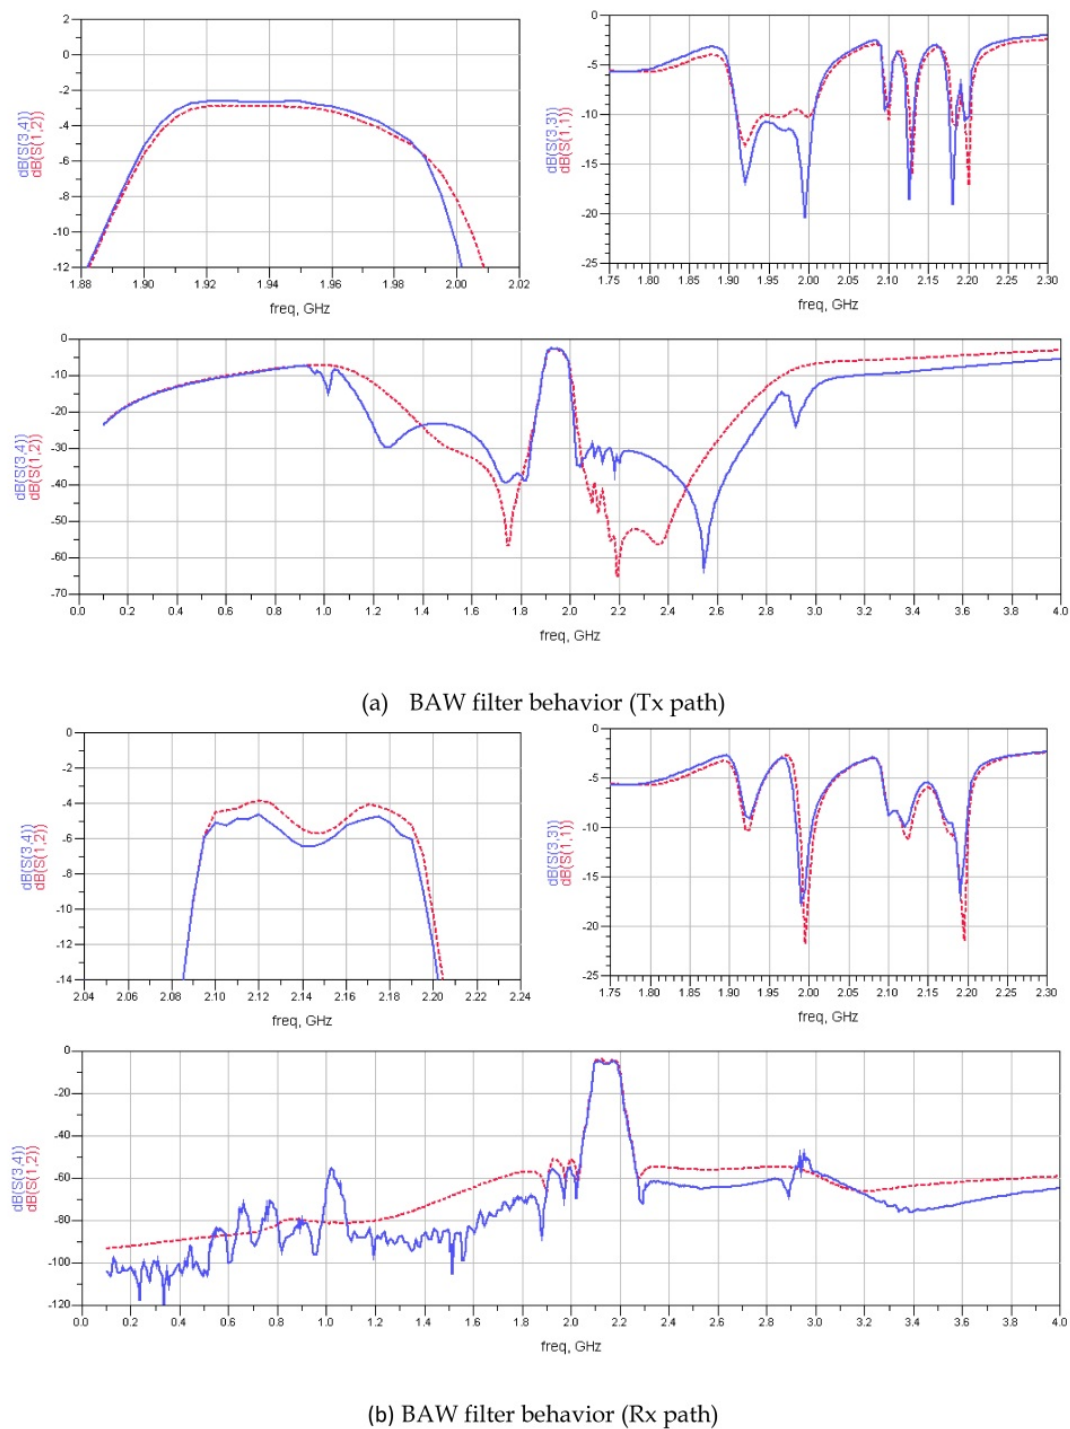 2
0
-2
-4
-6
-8
-10
-12
dB(S(3,4))
dB(S(1,2))
1.88 1.90 1.92 1.94 1.96 1.98 2.00 2.02
freq, GHz
0
-5
-10
-15
-20
-25
dB(S(3,3))
dB(S(1,1))
1.75 1.80 1.85 1.90 1.95 2.00 2.05 2.10 2.15 2.20 2.25 2.30
freq, GHz
0
-10
-20
-30
-40
-50
-60
-70
dB(S(3,4))
dB(S(1,2))
0.0 0.2 0.4 0.6 0.8 1.0 1.2 1.4 1.6 1.8 2.0 2.2 2.4 2.6 2.8 3.0 3.2 3.4 3.6 3.8 4.0
freq, GHz
(a) BAW filter behavior (Tx path)
0
-2
-4
-6
-8
-10
-12
-14
dB(S(3,4))
dB(S(1,2))
2.04 2.06 2.08 2.10 2.12 2.14 2.16 2.18 2.20 2.22 2.24
freq, GHz
0
-5
-10
-15
-20
-25
dB(S(3,3))
dB(S(1,1))
1.75 1.80 1.85 1.90 1.95 2.00 2.05 2.10 2.15 2.20 2.25 2.30
freq, GHz
0
-20
-40
-60
-80
-100
-120
dB(S(3,4))
dB(S(1,2))
0.0 0.2 0.4 0.6 0.8 1.0 1.2 1.4 1.6 1.8 2.0 2.2 2.4 2.6 2.8 3.0 3.2 3.4 3.6 3.8 4.0
freq, GHz
(b) BAW filter behavior (Rx path)